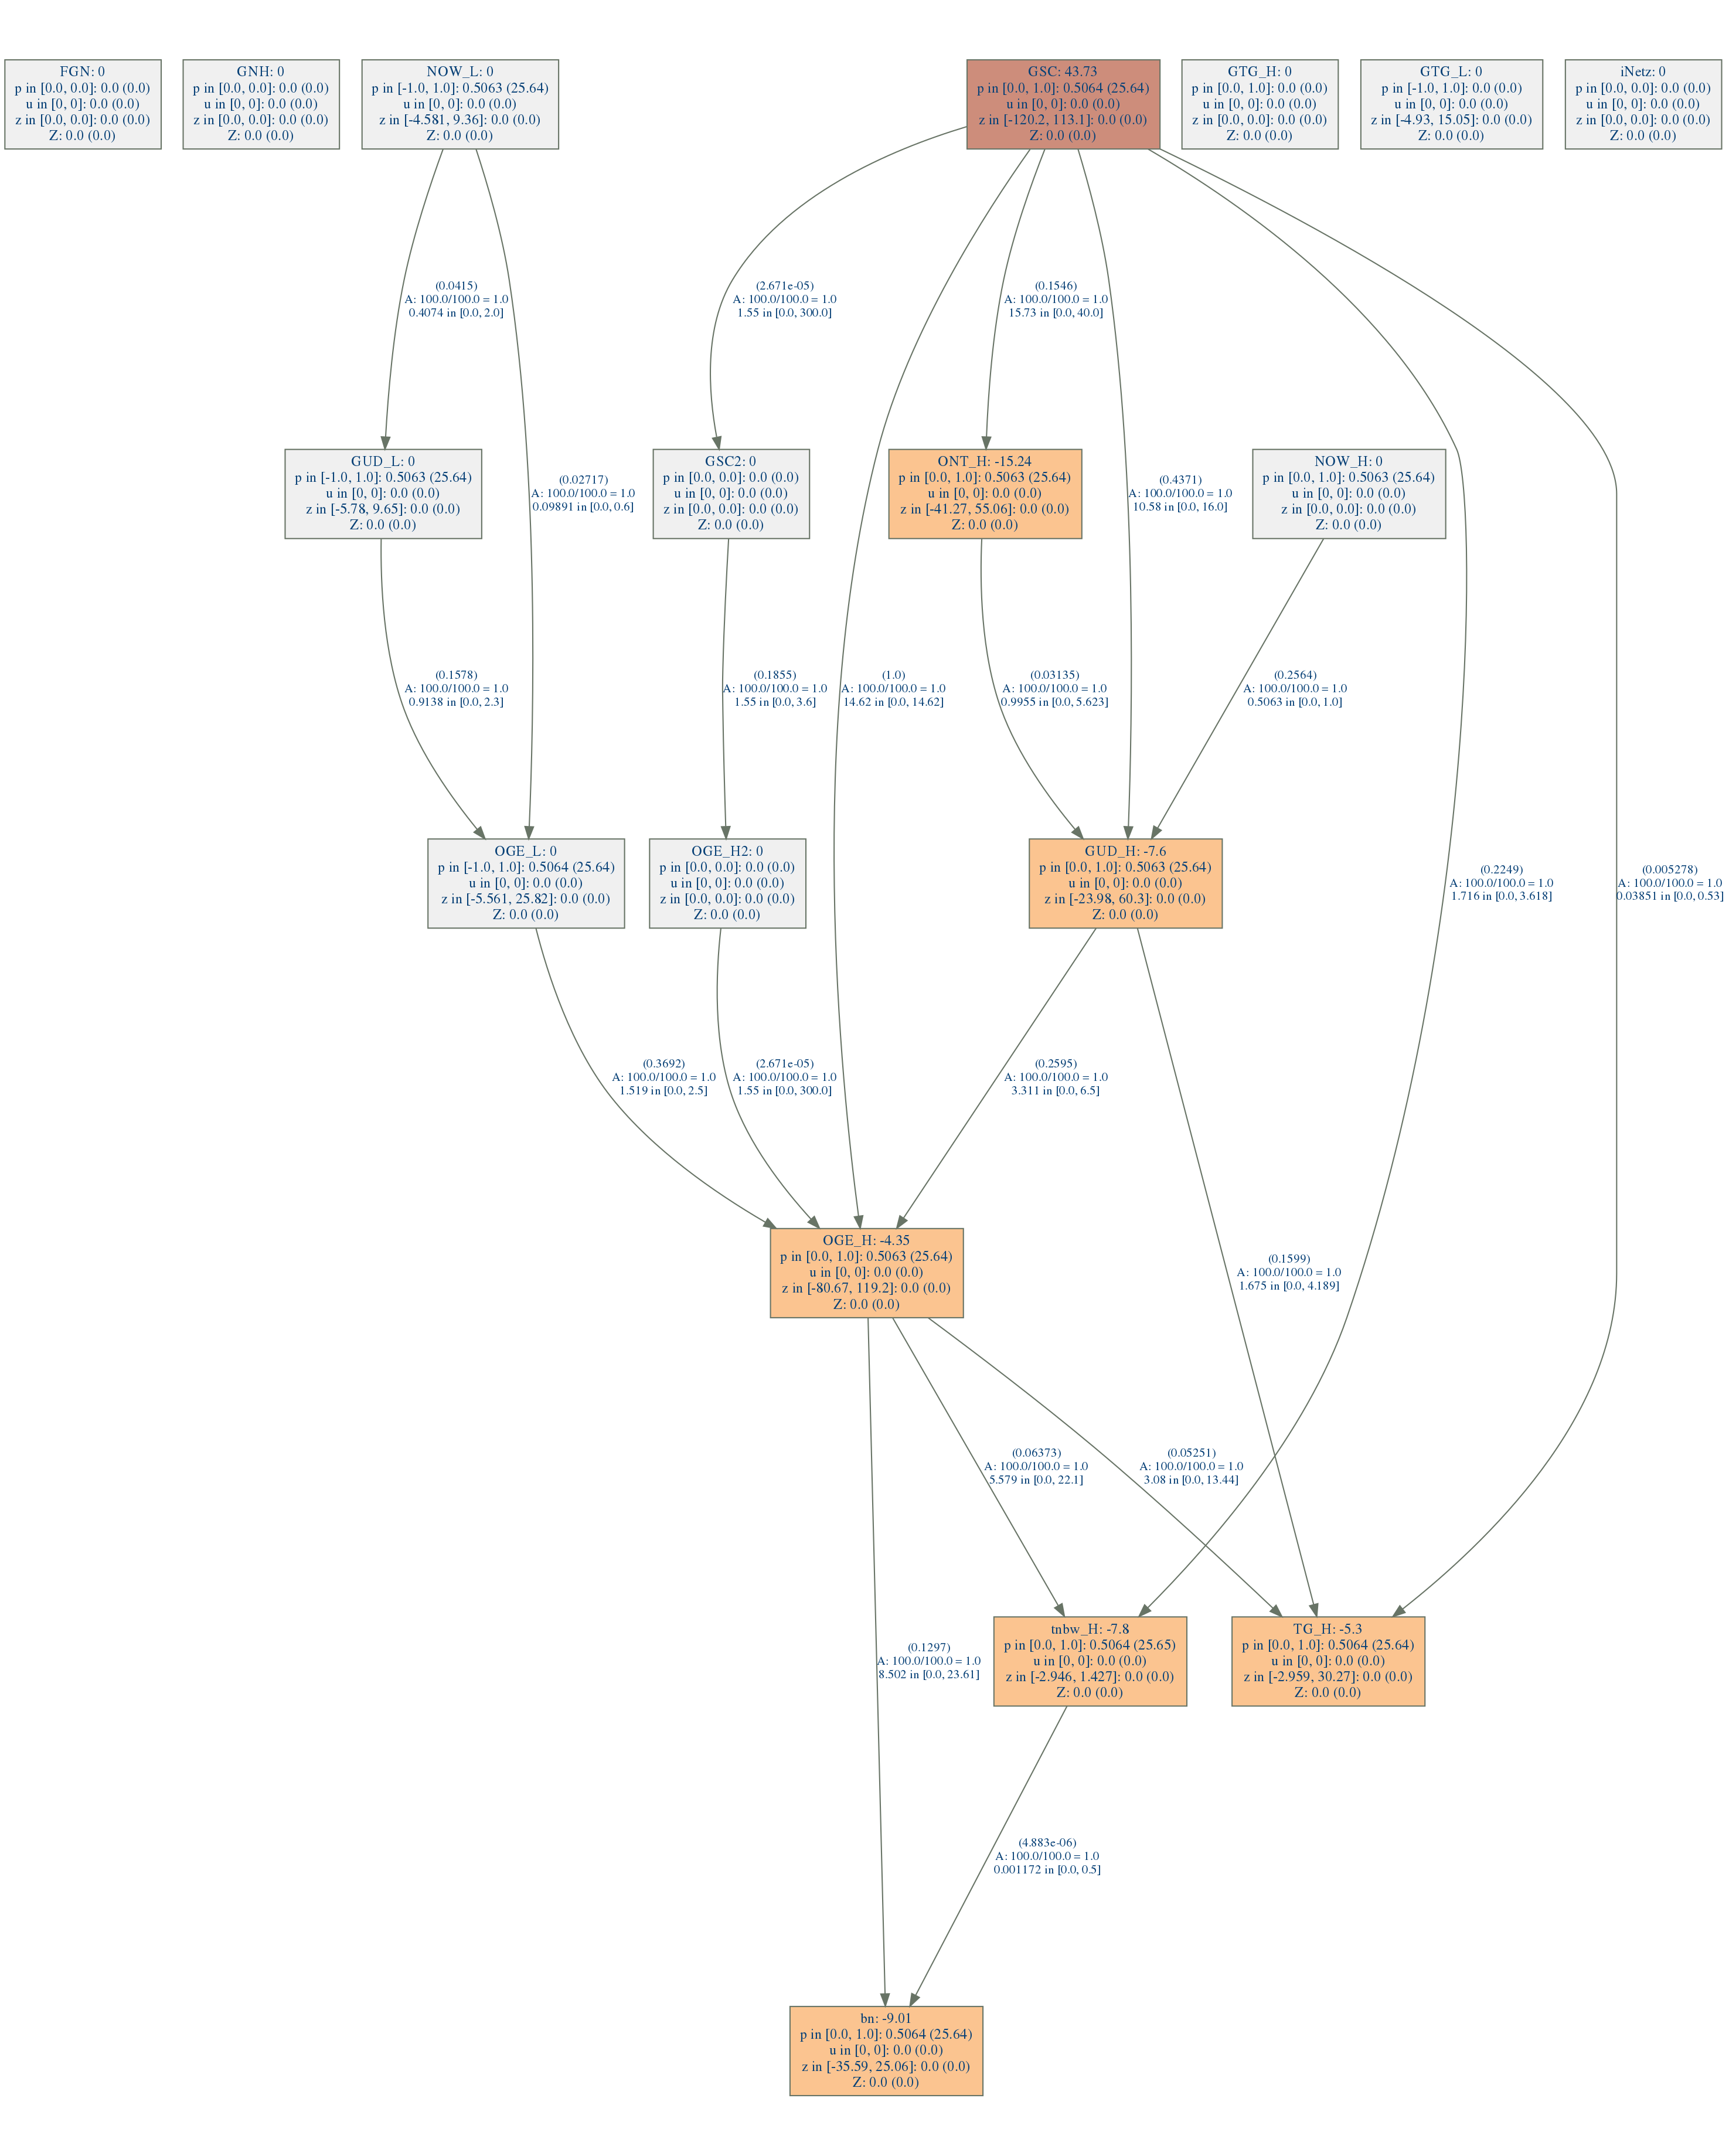 FGN: 0
p in [0.0, 0.0]: 0.0 (0.0)
u in [0, 0]: 0.0 (0.0)
z in [0.0, 0.0]: 0.0 (0.0)
Z: 0.0 (0.0)
GNH: 0
p in [0.0, 0.0]: 0.0 (0.0)
u in [0, 0]: 0.0 (0.0)
z in [0.0, 0.0]: 0.0 (0.0)
Z: 0.0 (0.0)
NOW_L: 0
p in [-1.0, 1.0]: 0.5063 (25.64)
u in [0, 0]: 0.0 (0.0)
z in [-4.581, 9.36]: 0.0 (0.0)
Z: 0.0 (0.0)
GSC: 43.73
p in [0.0, 1.0]: 0.5064 (25.64)
u in [0, 0]: 0.0 (0.0)
z in [-120.2, 113.1]: 0.0 (0.0)
Z: 0.0 (0.0)
GTG_H: 0
p in [0.0, 1.0]: 0.0 (0.0)
u in [0, 0]: 0.0 (0.0)
z in [0.0, 0.0]: 0.0 (0.0)
Z: 0.0 (0.0)
GTG_L: 0
p in [-1.0, 1.0]: 0.0 (0.0)
u in [0, 0]: 0.0 (0.0)
z in [-4.93, 15.05]: 0.0 (0.0)
Z: 0.0 (0.0)
iNetz: 0
p in [0.0, 0.0]: 0.0 (0.0)
u in [0, 0]: 0.0 (0.0)
z in [0.0, 0.0]: 0.0 (0.0)
Z: 0.0 (0.0)
(0.0415)
A: 100.0/100.0 = 1.0
0.4074 in [0.0, 2.0]
(2.671e-05)
A: 100.0/100.0 = 1.0
1.55 in [0.0, 300.0]
(0.1546)
A: 100.0/100.0 = 1.0
15.73 in [0.0, 40.0]
GUD_L: 0
p in [-1.0, 1.0]: 0.5063 (25.64)
u in [0, 0]: 0.0 (0.0)
z in [-5.78, 9.65]: 0.0 (0.0)
Z: 0.0 (0.0)
(0.02717)
A: 100.0/100.0 = 1.0
0.09891 in [0.0, 0.6]
GSC2: 0
p in [0.0, 0.0]: 0.0 (0.0)
u in [0, 0]: 0.0 (0.0)
z in [0.0, 0.0]: 0.0 (0.0)
Z: 0.0 (0.0)
ONT_H: -15.24
p in [0.0, 1.0]: 0.5063 (25.64)
u in [0, 0]: 0.0 (0.0)
z in [-41.27, 55.06]: 0.0 (0.0)
Z: 0.0 (0.0)
(0.4371)
A: 100.0/100.0 = 1.0
10.58 in [0.0, 16.0]
NOW_H: 0
p in [0.0, 1.0]: 0.5063 (25.64)
u in [0, 0]: 0.0 (0.0)
z in [0.0, 0.0]: 0.0 (0.0)
Z: 0.0 (0.0)
(0.1578)
A: 100.0/100.0 = 1.0
0.9138 in [0.0, 2.3]
(0.1855)
A: 100.0/100.0 = 1.0
1.55 in [0.0, 3.6]
(1.0)
A: 100.0/100.0 = 1.0
14.62 in [0.0, 14.62]
(0.03135)
A: 100.0/100.0 = 1.0
0.9955 in [0.0, 5.623]
(0.2564)
A: 100.0/100.0 = 1.0
0.5063 in [0.0, 1.0]
OGE_L: 0
p in [-1.0, 1.0]: 0.5064 (25.64)
u in [0, 0]: 0.0 (0.0)
z in [-5.561, 25.82]: 0.0 (0.0)
Z: 0.0 (0.0)
OGE_H2: 0
p in [0.0, 0.0]: 0.0 (0.0)
u in [0, 0]: 0.0 (0.0)
z in [0.0, 0.0]: 0.0 (0.0)
Z: 0.0 (0.0)
GUD_H: -7.6
p in [0.0, 1.0]: 0.5063 (25.64)
u in [0, 0]: 0.0 (0.0)
z in [-23.98, 60.3]: 0.0 (0.0)
Z: 0.0 (0.0)
(0.2249)
A: 100.0/100.0 = 1.0
1.716 in [0.0, 3.618]
(0.005278)
A: 100.0/100.0 = 1.0
0.03851 in [0.0, 0.53]
(0.3692)
A: 100.0/100.0 = 1.0
1.519 in [0.0, 2.5]
(2.671e-05)
A: 100.0/100.0 = 1.0
1.55 in [0.0, 300.0]
(0.2595)
A: 100.0/100.0 = 1.0
3.311 in [0.0, 6.5]
OGE_H: -4.35
p in [0.0, 1.0]: 0.5063 (25.64)
u in [0, 0]: 0.0 (0.0)
z in [-80.67, 119.2]: 0.0 (0.0)
Z: 0.0 (0.0)
(0.1599)
A: 100.0/100.0 = 1.0
1.675 in [0.0, 4.189]
(0.06373)
A: 100.0/100.0 = 1.0
5.579 in [0.0, 22.1]
(0.05251)
A: 100.0/100.0 = 1.0
3.08 in [0.0, 13.44]
(0.1297)
A: 100.0/100.0 = 1.0
8.502 in [0.0, 23.61]
tnbw_H: -7.8
p in [0.0, 1.0]: 0.5064 (25.65)
u in [0, 0]: 0.0 (0.0)
z in [-2.946, 1.427]: 0.0 (0.0)
Z: 0.0 (0.0)
TG_H: -5.3
p in [0.0, 1.0]: 0.5064 (25.64)
u in [0, 0]: 0.0 (0.0)
z in [-2.959, 30.27]: 0.0 (0.0)
Z: 0.0 (0.0)
(4.883e-06)
A: 100.0/100.0 = 1.0
0.001172 in [0.0, 0.5]
bn: -9.01
p in [0.0, 1.0]: 0.5064 (25.64)
u in [0, 0]: 0.0 (0.0)
z in [-35.59, 25.06]: 0.0 (0.0)
Z: 0.0 (0.0)